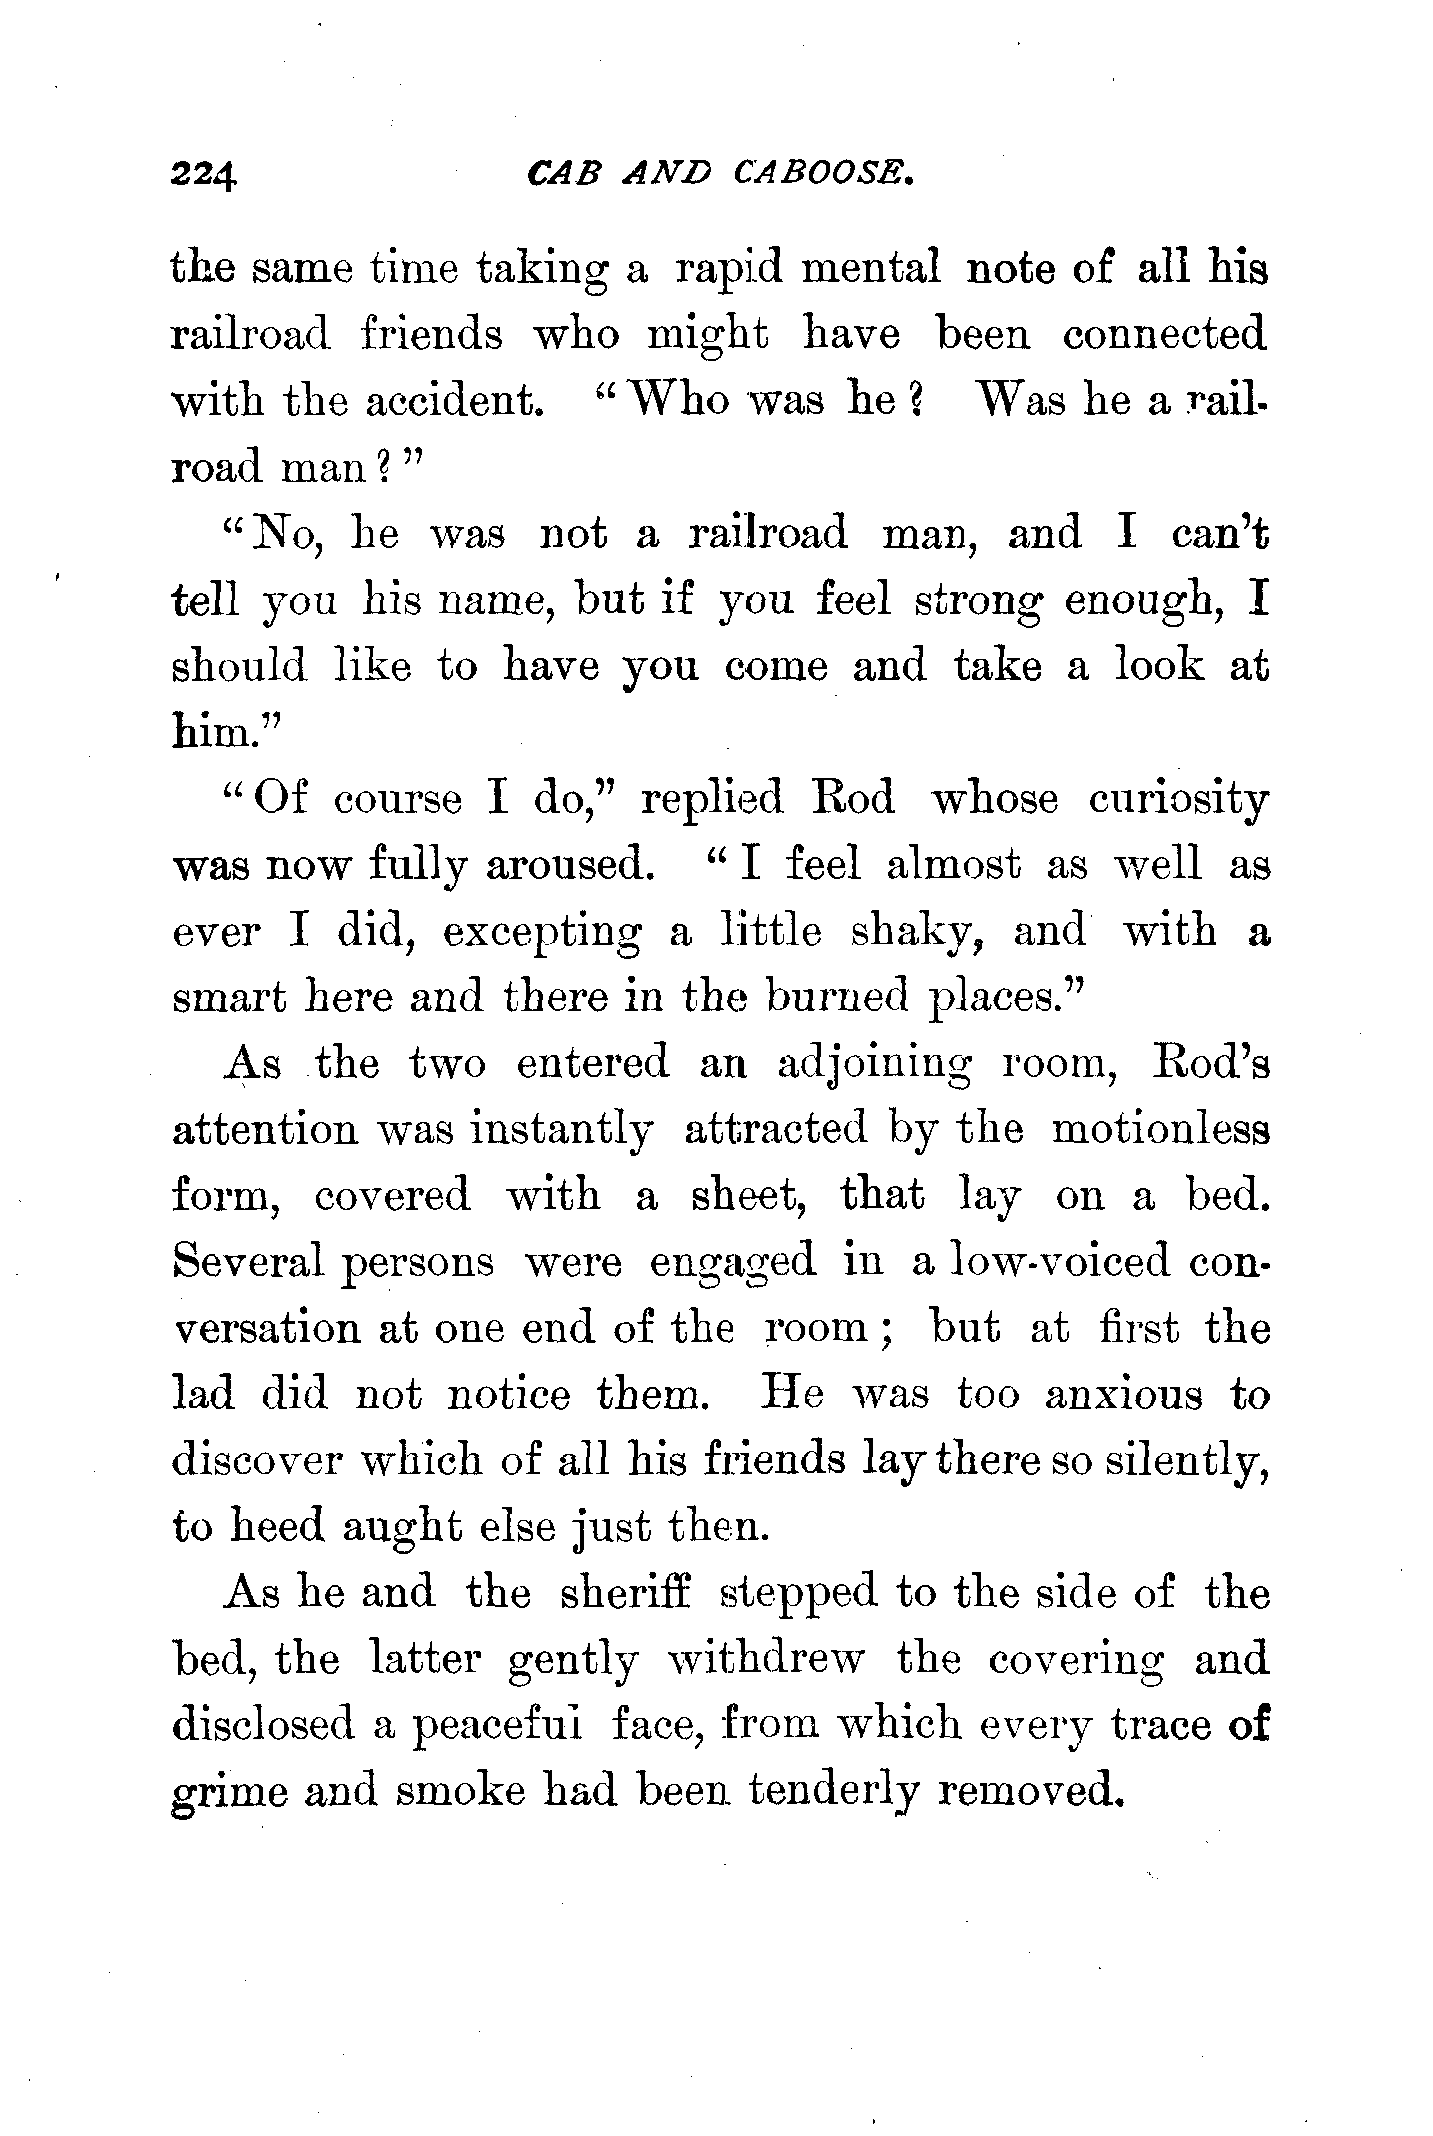 224 CAB AND CABOOSE.
the same time taking a rapid mental note of all his
railroad friends who might have been connected
with the accident. “Who was he? Was he a rail-
road man?”
“No, he was not a railroad man, and I can’t
tell you his name, but if you feel strong enough, I
should like to have you come and take a look at
him.”
“Of course I do,” replied Rod whose curiosity
was now fully aroused. “I feel almost as well as
ever I did, excepting a little shaky, and with a
smart here and there in the burned places.”
As the two entered an adjoining room, Rod’s
attention was instantly attracted by the motionless
form, covered with a sheet, that lay on a bed.
Several persons were engaged in a low-voiced con-
versation at one end of the room; but at first the
lad did not notice them. He was too anxious to
discover which of all his friends lay there so silently,
to heed aught else just then.
As he and the sheriff stepped to the side of the
bed, the latter gently withdrew the covering and
disclosed a peaceful face, from which every trace of
grime and smoke had been tenderly removed.